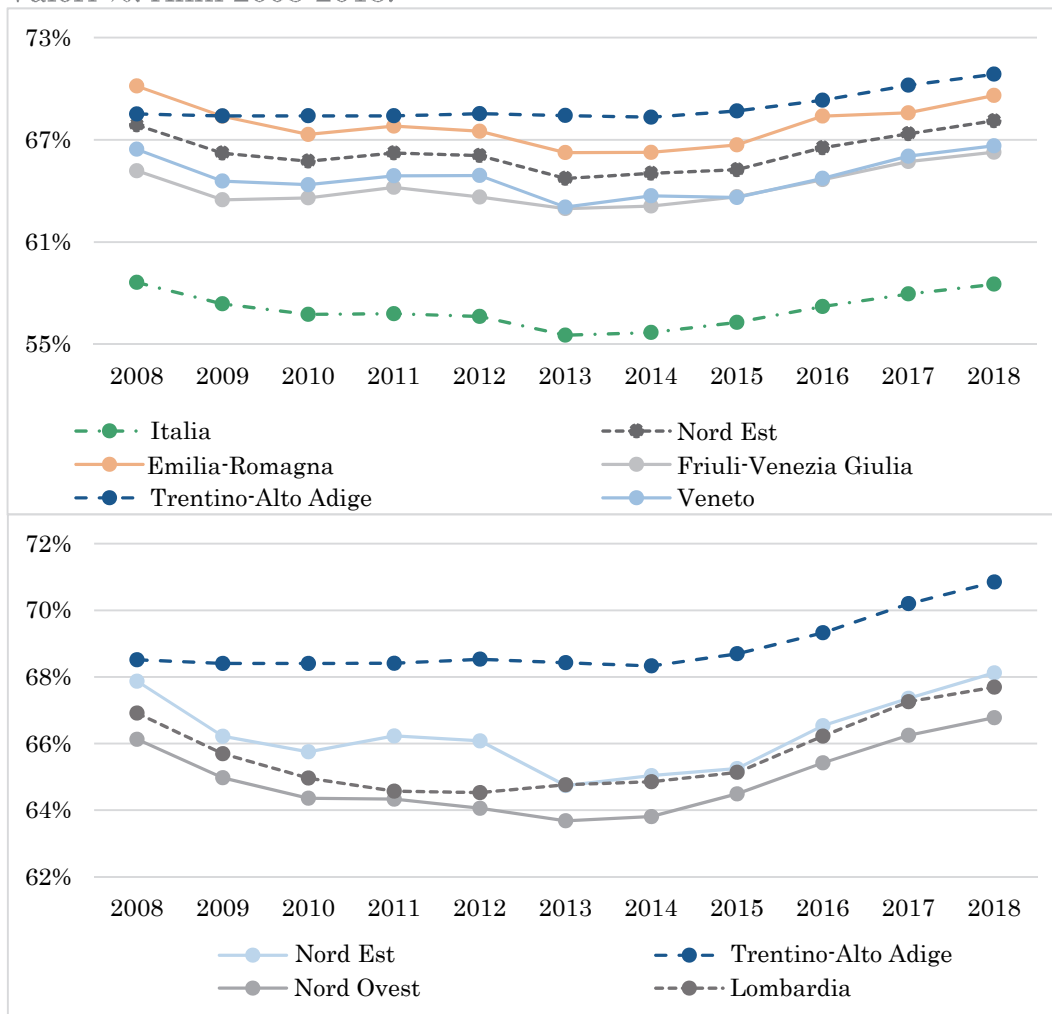 73%
67%
61%
55%
2008 2009 2010 2011 2012 2013 2014 2015 2016 2017 2018
Italia Nord Est
Emilia-Romagna Friuli-Venezia Giulia
Trentino-Alto Adige Veneto
72%
70%
68%
66%
64%
62%
2008 2009 2010 2011 2012 2013 2014 2015 2016 2017 2018
Nord Est Trentino-Alto Adige
Nord Ovest Lombardia